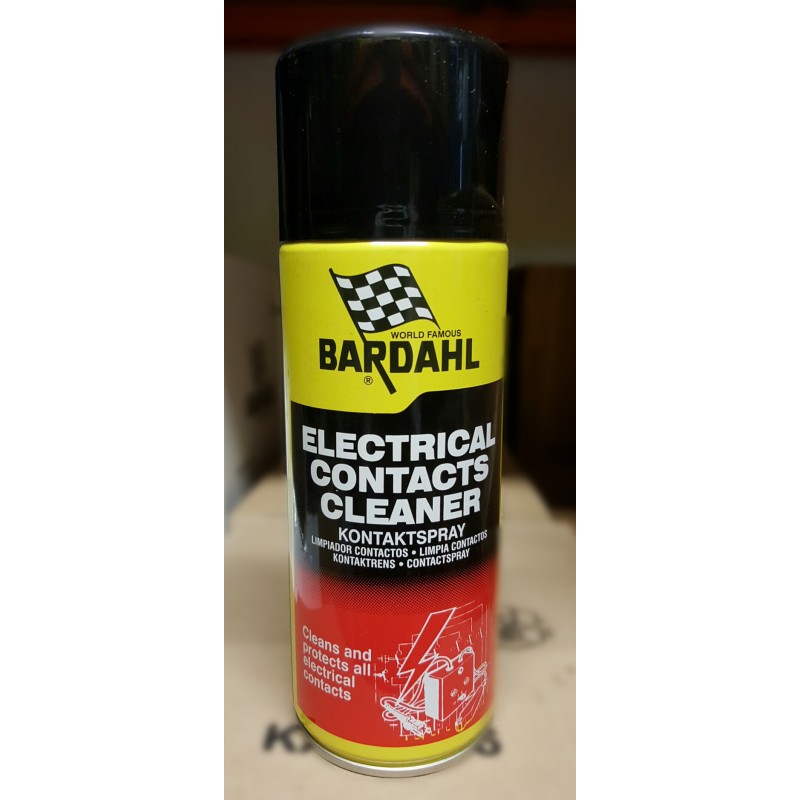 WORLD FAMOUS
BARDAHL
®
ELECTRICAL
CONTACTS
CLEANER
KONTAKTSPRAY
LIMPIADOR CONTACTOS • LIMPIA CONTACTOS
KONTAKTRENS • CONTACTSPRAY
Cleans and
protects all
electrical
contacts